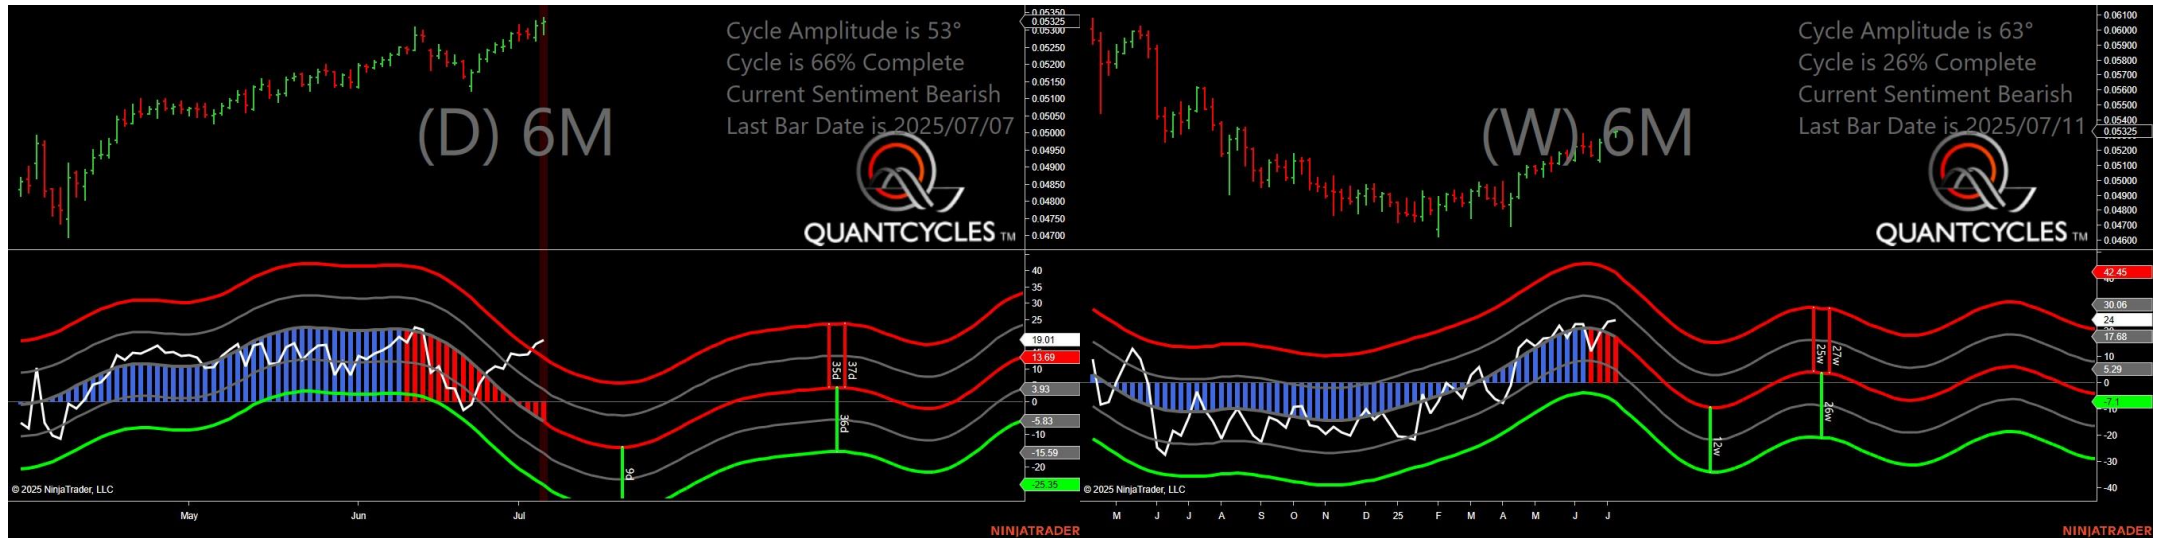 Cycle Amplitude is 53°
Cycle is 66% Complete
Current Sentiment Bearish
Last Bar Date is 2025/07/07
(D) 6M
QUANTCYCLES TM
0.05350
0.05325
0.05300
0.05250
0.05200
0.05150
0.05100
0.05050
0.05000
0.04950
0.04900
0.04850
0.04800
0.04750
0.04700
40
35
30
25
19.01
15
13.69
3.93
0
-5.83
-10
-15.59
-20
-25.35
9d
35d
37d
36d
© 2025 NinjaTrader, LLC
May
Jun
Jul
NINJATRADER
Cycle Amplitude is 63°
Cycle is 26% Complete
Current Sentiment Bearish
Last Bar Date is 2025/07/11
(W) 6M
QUANTCYCLES TM
0.06100
0.06000
0.05900
0.05800
0.05700
0.05600
0.05500
0.05400
0.05325
0.05200
0.05100
0.05000
0.04900
0.04800
0.04700
0.04600
42.45
40
30.06
24
17.68
10
5.29
0
-7.1
-10
-20
-30
-40
12w
25w
27w
26w
© 2025 NinjaTrader, LLC
M
J
J
A
S
O
N
D
25
F
M
A
M
J
J
NINJATRADER